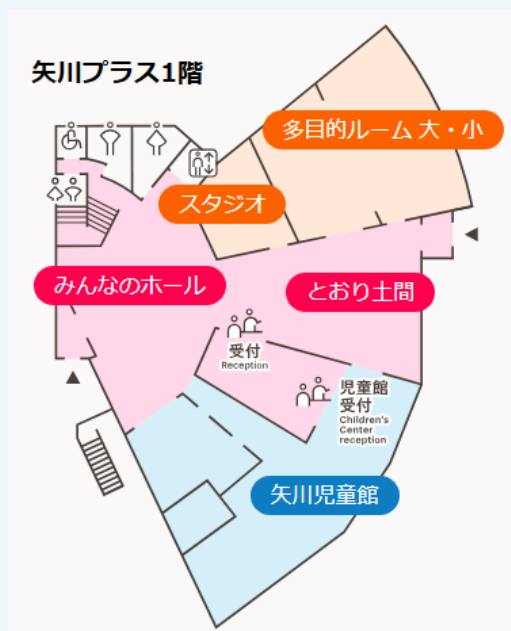 矢川プラス1階
多目的ルーム 大・小
スタジオ
みんなのホール
とおり土間
受付
Reception
児童館
受付
Children's
Center
reception
矢川児童館